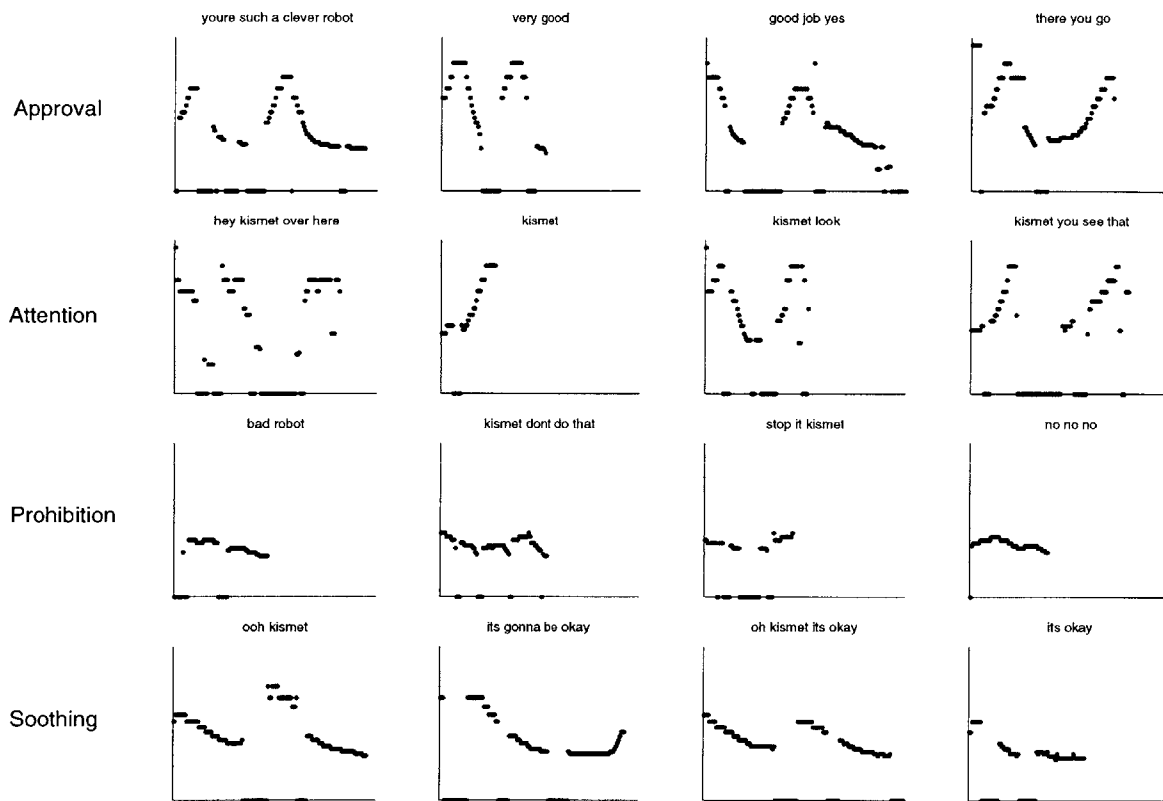 youre such a clever robot
very good
good job yes
there you go
Approval
hey kismet over here
kismet
kismet look
kismet you see that
Attention
bad robot
kismet dont do that
stop it kismet
no no no
Prohibition
ooh kismet
its gonna be okay
oh kismet its okay
its okay
Soothing